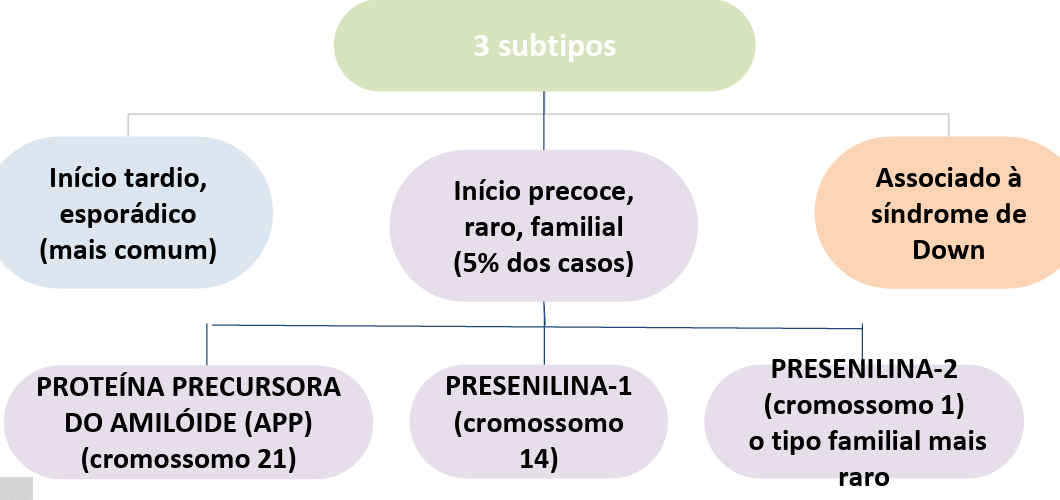 3 subtipos
Início tardio,
esporádico
(mais comum)
Início precoce,
raro, familial
(5% dos casos)
Associado à
síndrome de
Down
PROTEÍNA PRECURSORA
DO AMILÓIDE (APP)
(cromossomo 21)
PRESENILINA-1
(cromossomo
14)
PRESENILINA-2
(cromossomo 1)
o tipo familial mais
raro